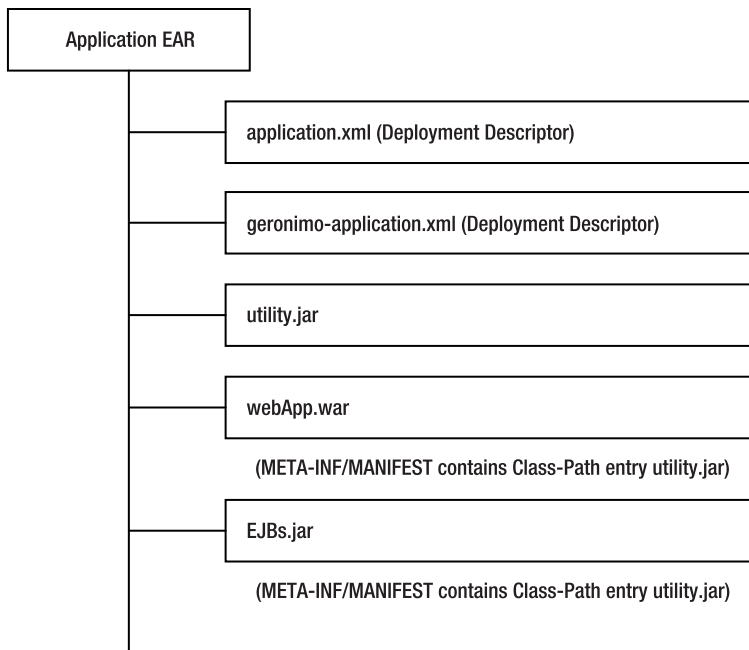 Application EAR
application.xml (Deployment Descriptor)
geronimo-application.xml (Deployment Descriptor)
utility.jar
webApp.war
(META-INF/MANIFEST contains Class-Path entry utility.jar)
EJBs.jar
(META-INF/MANIFEST contains Class-Path entry utility.jar)